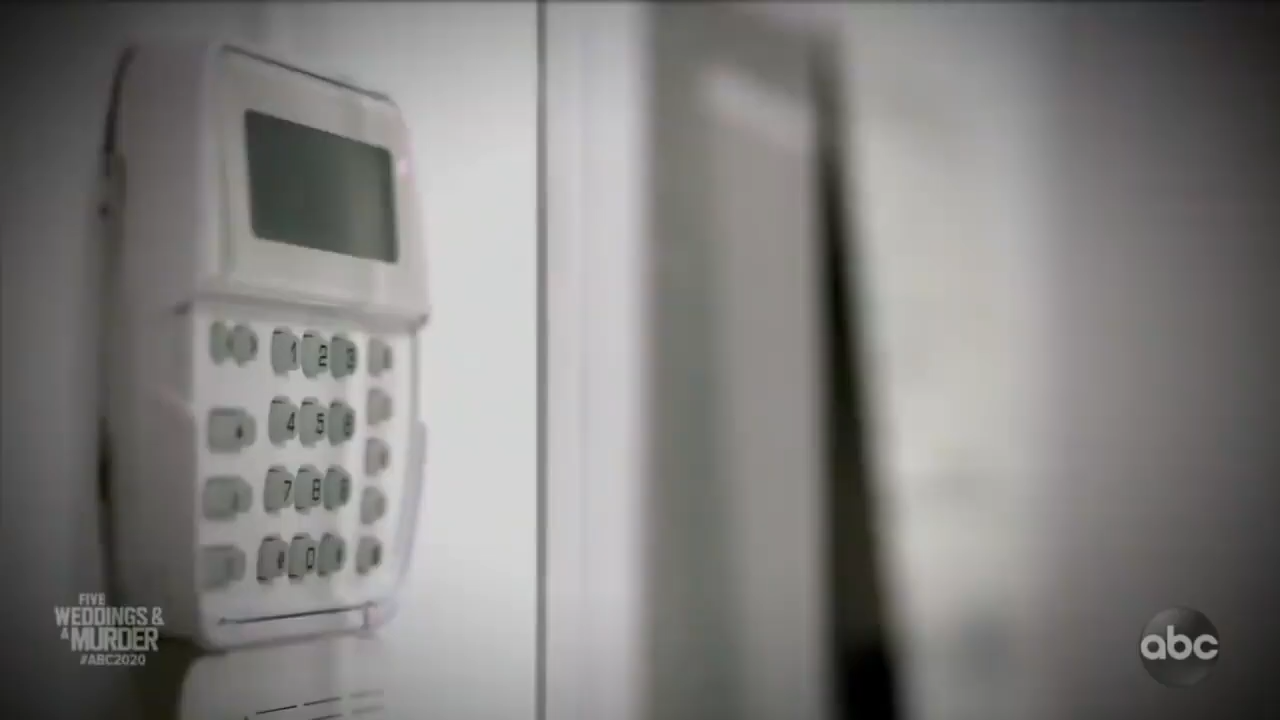 1 2 3
4 5 6
7 8 9
0
FIVE
WEDDINGS &
A MURDER
#ABC2020
abc